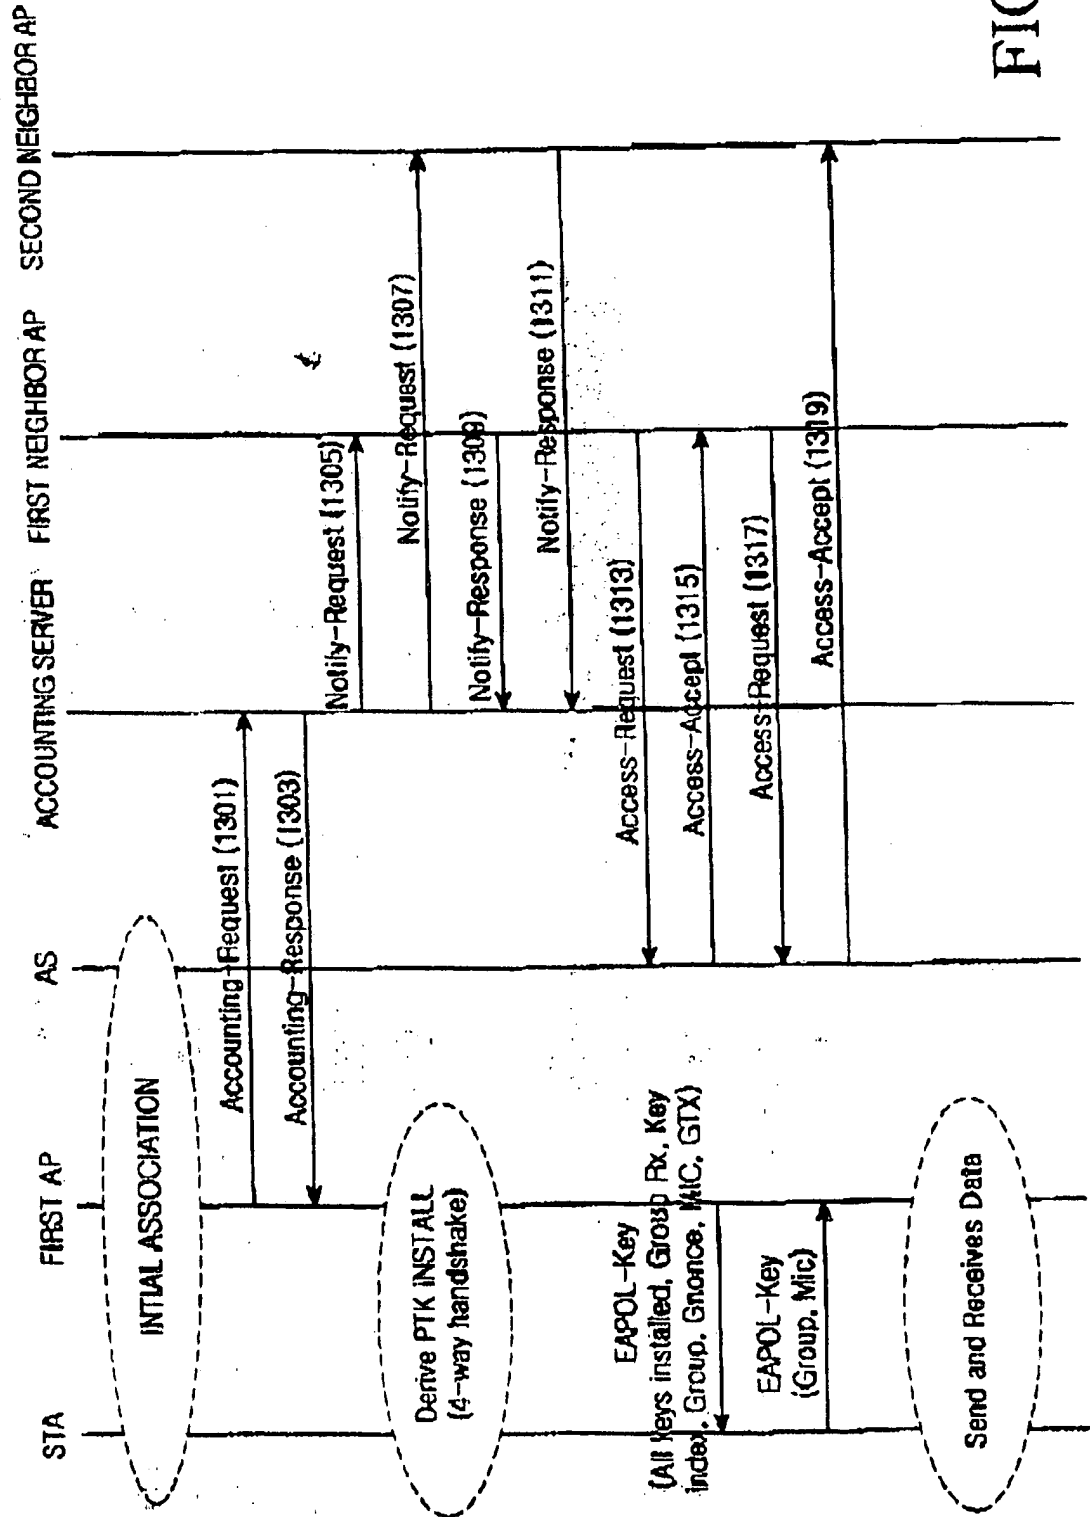 STA
FIRST AP
AS
ACCOUNTING SERVER
FIRST NEIGHBOR AP
SECOND NEIGHBOR AP
INTIAL ASSOCIATION
Accounting-Request (1301)
Accounting-Response (1303)
Notify-Request (1305)
Notify-Request (1307)
Derive PTK INSTALL
(4-way handshake)
Notify-Response (1309)
Notify-Response (1311)
EAPOL-Key
(All keys installed, Group Rx, Key
index, Group, Gnonce, MIC, GTX)
Access-Request (1313)
Access-Accept (1315)
EAPOL-Key
(Group, Mic)
Access-Request (1317)
Access-Accept (1319)
Send and Receives Data